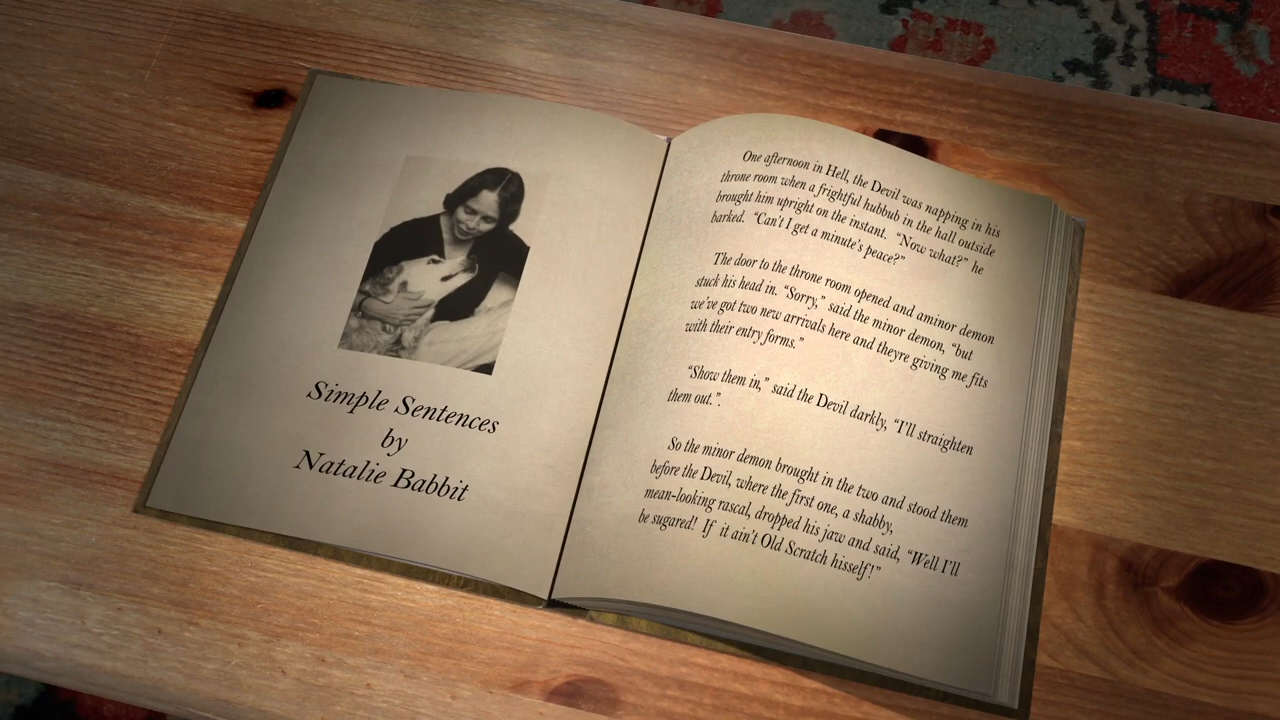 Simple Sentences
by
Natalie Babbit
One afternoon in Hell, the Devil was napping in his
throne room when a frightful hubbub in the hall outside
brought him upright on the instant. “Now what?” he
barked. “Can’t I get a minute’s peace?”
The door to the throne room opened and aminor demon
stuck his head in. “Sorry,” said the minor demon, “but
we’ve got two new arrivals here and theyre giving me fits
with their entry forms.”
“Show them in,” said the Devil darkly, “I’ll straighten
them out.”.
So the minor demon brought in the two and stood them
before the Devil, where the first one, a shabby,
mean-looking rascal, dropped his jaw and said, “Well I’ll
be sugared! If it ain’t Old Scratch hisself!”